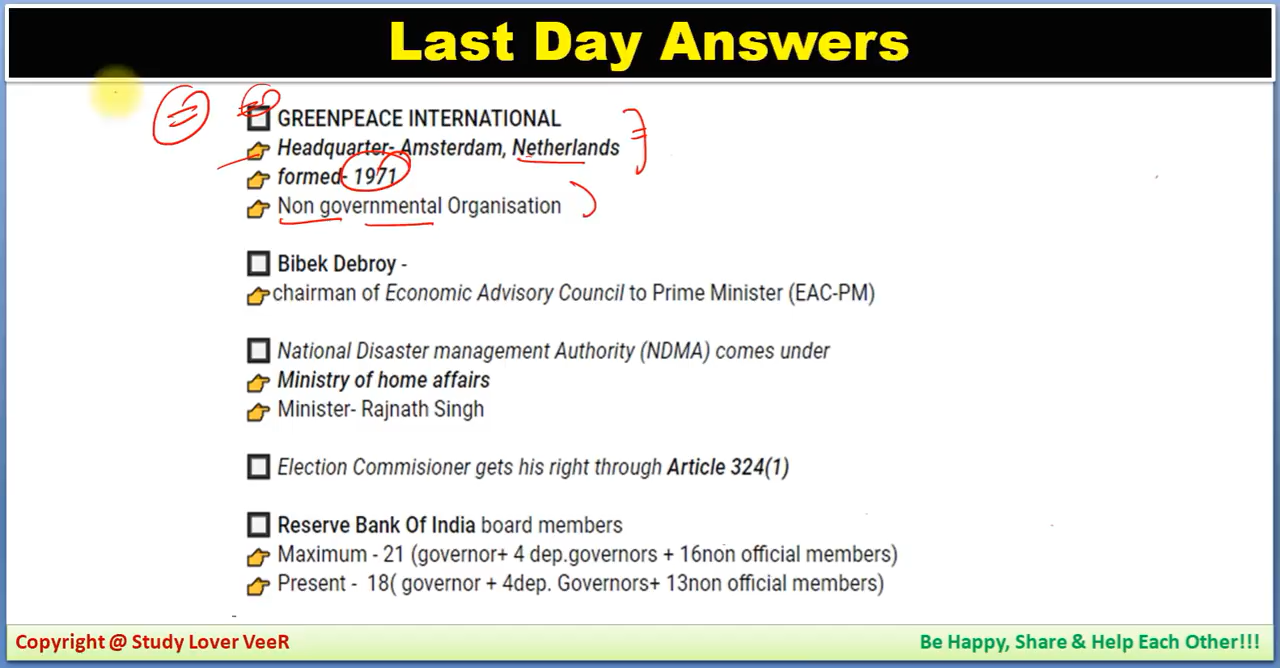 Last Day Answers
GREENPEACE INTERNATIONAL
Headquarter- Amsterdam, Netherlands
formed- 1971
Non governmental Organisation
Bibek Debroy -
chairman of Economic Advisory Council to Prime Minister (EAC-PM)
National Disaster management Authority (NDMA) comes under
Ministry of home affairs
Minister- Rajnath Singh
Election Commisioner gets his right through Article 324(1)
Reserve Bank Of India board members
Maximum - 21 (governor+ 4 dep.governors + 16non official members)
Present - 18( governor + 4dep. Governors+ 13non official members)
Copyright @ Study Lover VeeR
Be Happy, Share & Help Each Other!!!